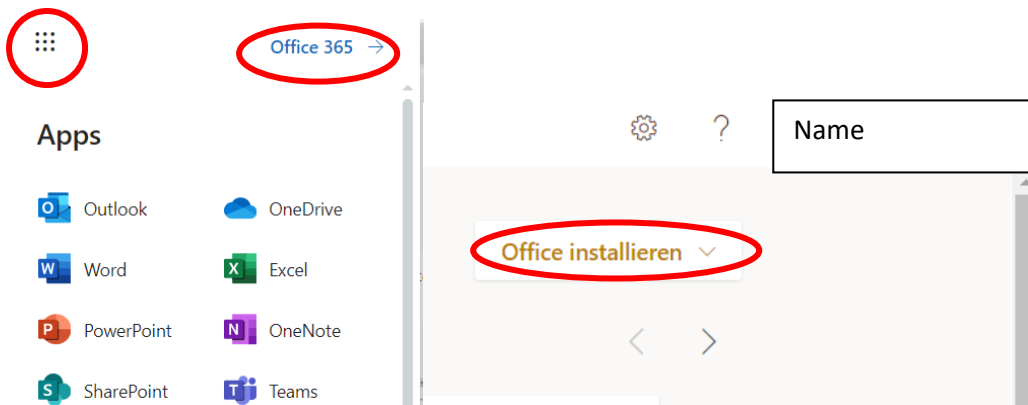 Office 365 →
Apps
Outlook OneDrive
Word Excel
PowerPoint OneNote
SharePoint Teams
? Name
Office installieren